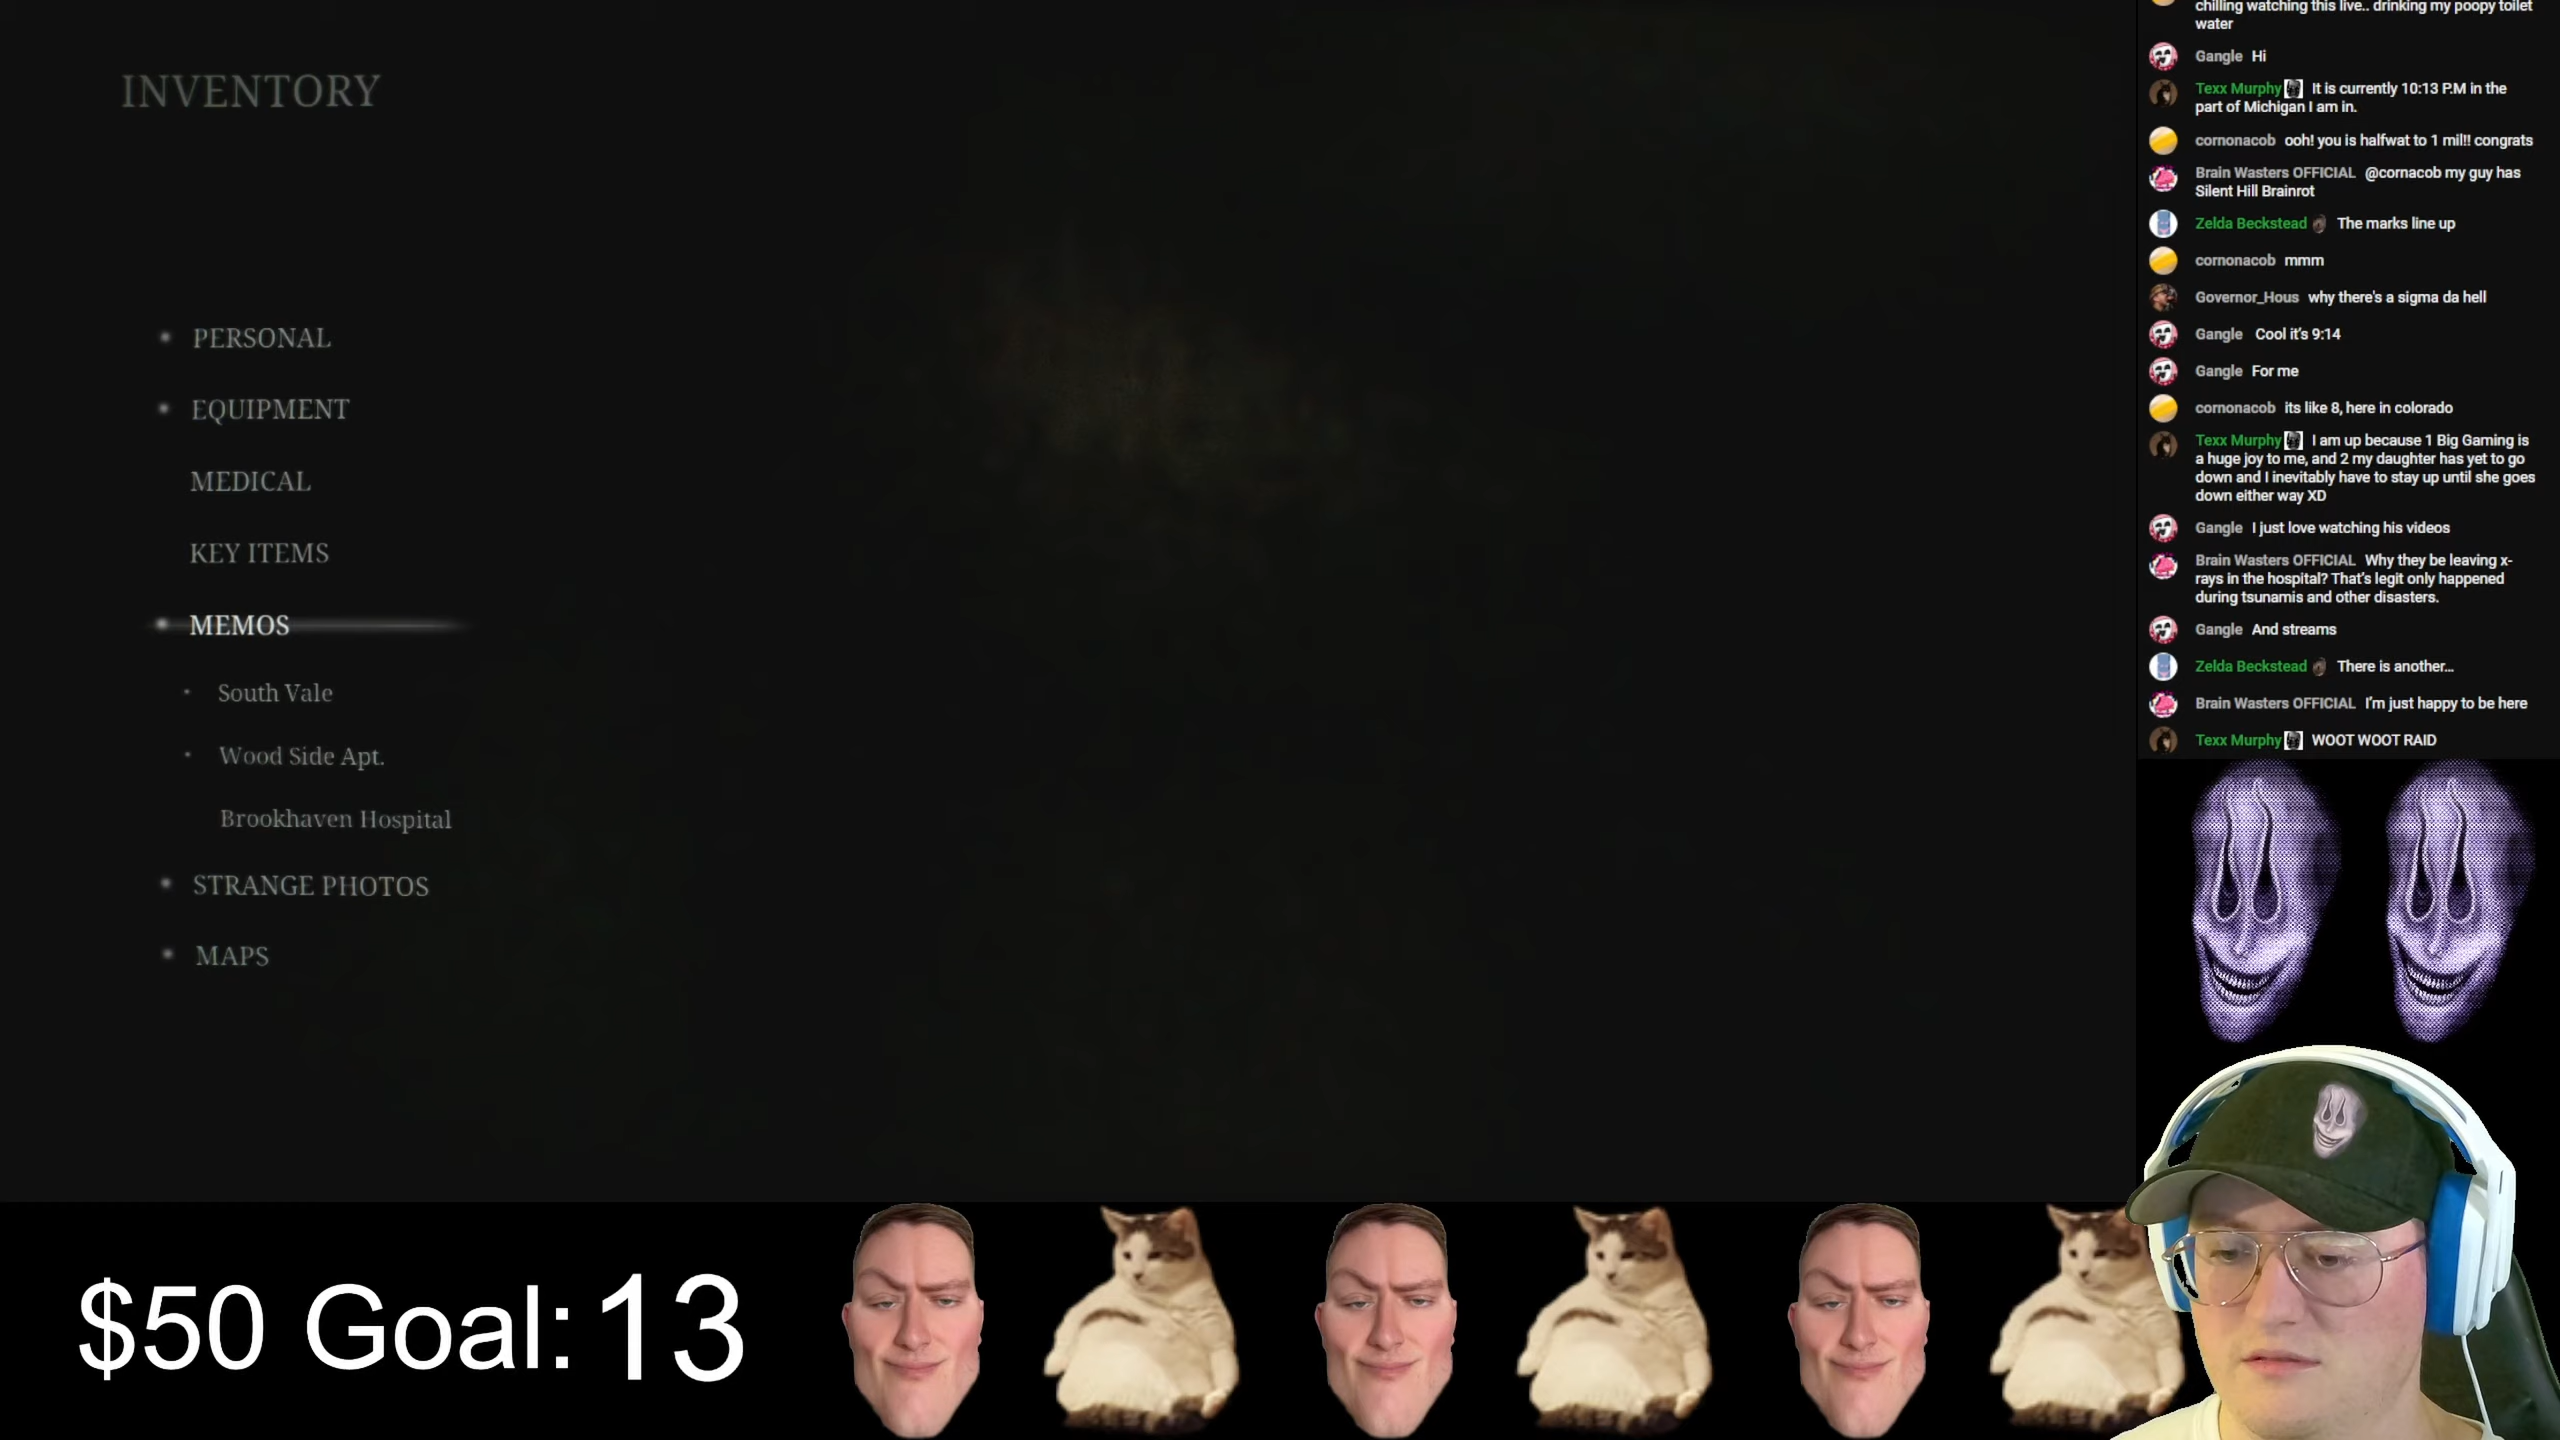 INVENTORY
PERSONAL
EQUIPMENT
MEDICAL
KEY ITEMS
MEMOS
South Vale
Wood Side Apt.
Brookhaven Hospital
STRANGE PHOTOS
MAPS
chilling watching this live.. drinking my poopy toilet
water
Gangle Hi
Texx Murphy It is currently 10:13 P.M in the
part of Michigan I am in.
cornonacob ooh! you is halfwat to 1 mil!! congrats
Brain Wasters OFFICIAL @cornacob my guy has
Silent Hill Brainrot
Zelda Beckstead The marks line up
cornonacob mmm
Governor_Hous why there's a sigma da hell
Gangle Cool it's 9:14
Gangle For me
cornonacob its like 8, here in colorado
Texx Murphy I am up because 1 Big Gaming is
a huge joy to me, and 2 my daughter has yet to go
down and I inevitably have to stay up until she goes
down either way XD
Gangle I just love watching his videos
Brain Wasters OFFICIAL Why they be leaving x-
rays in the hospital? That's legit only happened
during tsunamis and other disasters.
Gangle And streams
Zelda Beckstead There is another...
Brain Wasters OFFICIAL I'm just happy to be here
Texx Murphy WOOT WOOT RAID
$50 Goal: 13